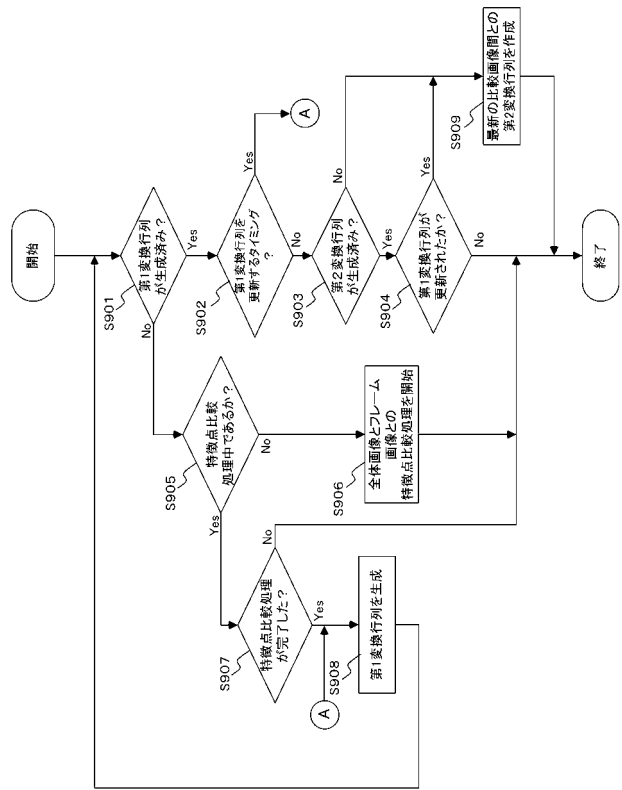 開始
S901
第1変換行列
が生成済み？
No
Yes
S902
第1変換行列を
更新するタイミング
？
Yes
A
No
S903
第2変換行列
が生成済み？
No
Yes
S904
第1変換行列が
更新されたか？
Yes
No
S909
最新の比較画像間との
第2変換行列を作成
終了
S905
特徴点比較
処理中であるか？
No
Yes
S906
全体画像とフレーム
画像との
特徴点比較処理を開始
S907
特徴点比較処理
が完了した？
No
Yes
A
S908
第1変換行列を生成